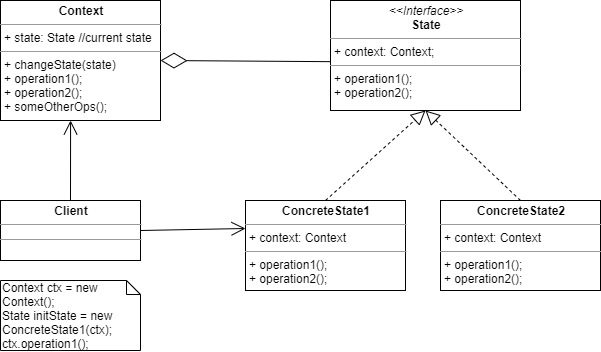 Context
+ state: State //current state
+ changeState(state)
+ operation1();
+ operation2();
+ someOtherOps();
<<Interface>>
State
+ context: Context;
+ operation1();
+ operation2();
Client
ConcreteState1
+ context: Context
+ operation1();
+ operation2();
ConcreteState2
+ context: Context
+ operation1();
+ operation2();
Context ctx = new
Context();
State initState = new
ConcreteState1(ctx);
ctx.operation1();